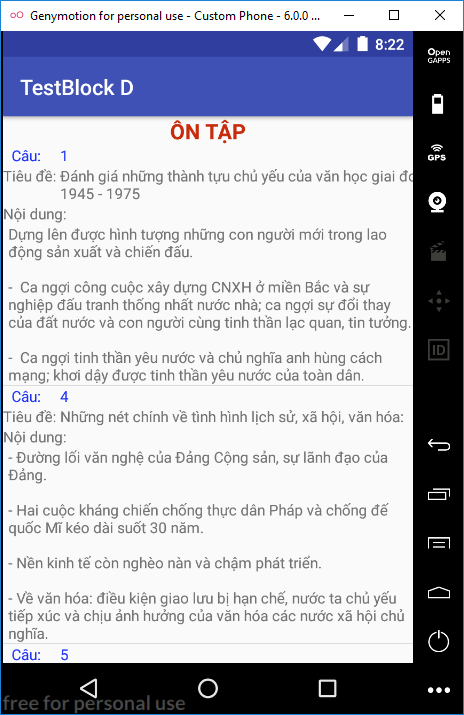 Genymotion for personal use - Custom Phone - 6.0.0 ...
8:22
Open
GAPPS
TestBlock D
ÔN TẬP
GPS
Câu: 1
Tiêu đề: Đánh giá những thành tựu chủ yếu của văn học giai đo
1945 - 1975
Nội dung:
Dựng lên được hình tượng những con người mới trong lao
động sản xuất và chiến đấu.
- Ca ngợi công cuộc xây dựng CNXH ở miền Bắc và sự
nghiệp đấu tranh thống nhất nước nhà; ca ngợi sự đổi thay
của đất nước và con người cùng tinh thần lạc quan, tin tưởng.
- Ca ngợi tinh thần yêu nước và chủ nghĩa anh hùng cách
mạng; khơi dậy được tinh thần yêu nước của toàn dân.
ID
Câu: 4
Tiêu đề: Những nét chính về tình hình lịch sử, xã hội, văn hóa:
Nội dung:
- Đường lối văn nghệ của Đảng Cộng sản, sự lãnh đạo của
Đảng.
- Hai cuộc kháng chiến chống thực dân Pháp và chống đế
quốc Mĩ kéo dài suốt 30 năm.
- Nền kinh tế còn nghèo nàn và chậm phát triển.
- Về văn hóa: điều kiện giao lưu bị hạn chế, nước ta chủ yếu
tiếp xúc và chịu ảnh hưởng của văn hóa các nước xã hội chủ
nghĩa.
Câu: 5
free for personal use